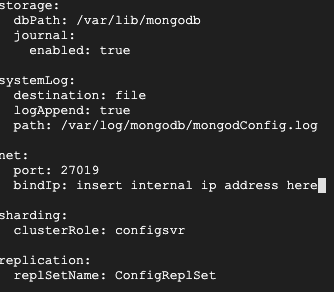 storage:
  dbPath: /var/lib/mongodb
  journal:
    enabled: true
systemLog:
  destination: file
  logAppend: true
  path: /var/log/mongodb/mongodConfig.log
net:
  port: 27019
  bindIp: insert internal ip address here
sharding:
  clusterRole: configsvr
replication:
  replSetName: ConfigReplSet